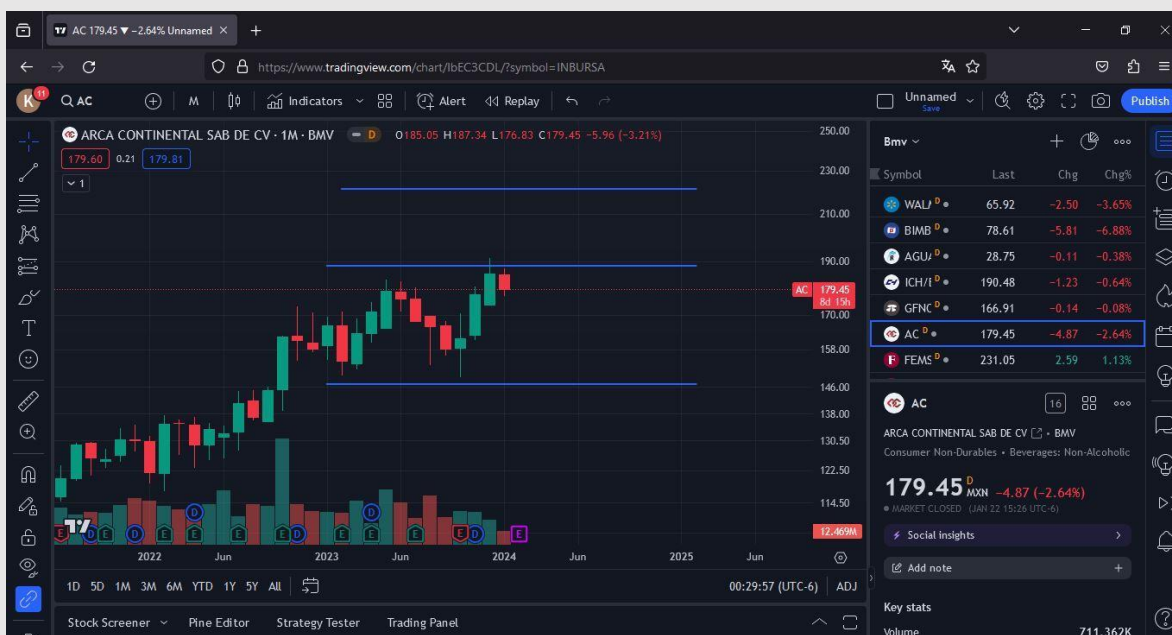 AC 179.45 ▼ −2.64% Unnamed
https://www.tradingview.com/chart/IbEC3CDL/?symbol=INBURSA
K 11 AC M Indicators Alert Replay Unnamed Save Publish
ARCA CONTINENTAL SAB DE CV · 1M · BMV D O185.05 H187.34 L176.83 C179.45 −5.96 (−3.21%)
179.60 0.21 179.81
1
250.00
230.00
210.00
190.00
AC 179.45
8d 15h
170.00
158.00
146.00
138.00
130.50
122.50
114.50
12.469M
E D E D E D E E E D E E D E E D E
2022 Jun 2023 Jun 2024 Jun 2025 Jun
1D 5D 1M 3M 6M YTD 1Y 5Y All 00:29:57 (UTC-6) ADJ
Stock Screener Pine Editor Strategy Tester Trading Panel
Bmv
Symbol Last Chg Chg%
D 65.92 −2.50 −3.65%
BIMB D 78.61 −5.81 −6.88%
D 28.75 −0.11 −0.38%
D 190.48 −1.23 −0.64%
D 166.91 −0.14 −0.08%
AC D 179.45 −4.87 −2.64%
D 231.05 2.59 1.13%
AC 16
ARCA CONTINENTAL SAB DE CV • BMV
Consumer Non-Durables • Beverages: Non-Alcoholic
179.45 D MXN −4.87 (−2.64%)
MARKET CLOSED (JAN 22 15:26 UTC-6)
Social insights
Add note
Key stats
Volume 711.362K